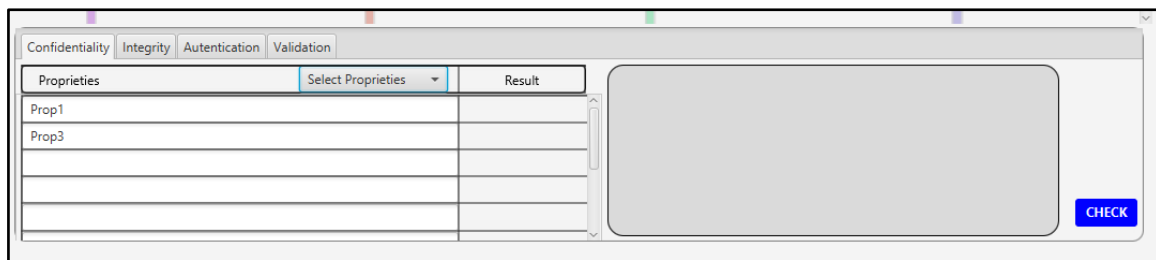 Confidentiality Integrity Autentication Validation
Proprieties Select Proprieties Result
Prop1
Prop3
CHECK